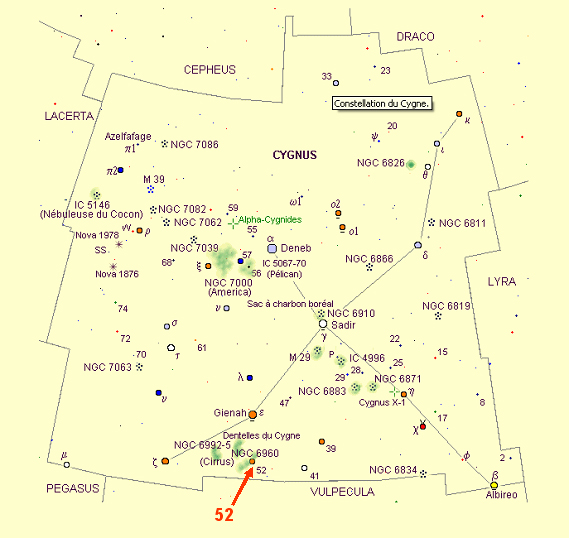 DRACO
CEPHEUS
23
33
Constellation du Cygne.
LACERTA
κ
20
ψ
ι
Azelfafage
π1
NGC 7086
CYGNUS
NGC 6826
θ
π2
M 39
IC 5146
(Nébuleuse du Cocon)
ω1
NGC 7082
59
ο2
NGC 7062
Alpha-Cygnides
NGC 6811
Nova 1978
ρ
55
α
ο1
SS
NGC 7039
Deneb
δ
57
IC 5067-70
(Pélican)
NGC 6866
68
ξ
56
Nova 1876
NGC 7000
(America)
LYRA
Sac à charbon boréal
74
υ
NGC 6910
NGC 6819
σ
Sadir
γ
72
τ
61
22
70
M 29
P
IC 4996
15
NGC 7063
25
28
29
NGC 6871
51
λ
NGC 6883
η
ν
47
Cygnus X-1
8
Gienah
ε
17
χ
Dentelles du Cygne
NGC 6992-5
(Cirrus)
NGC 6960
39
μ
ζ
52
41
NGC 6834
φ
2
β
PEGASUS
VULPECULA
Albireo
52